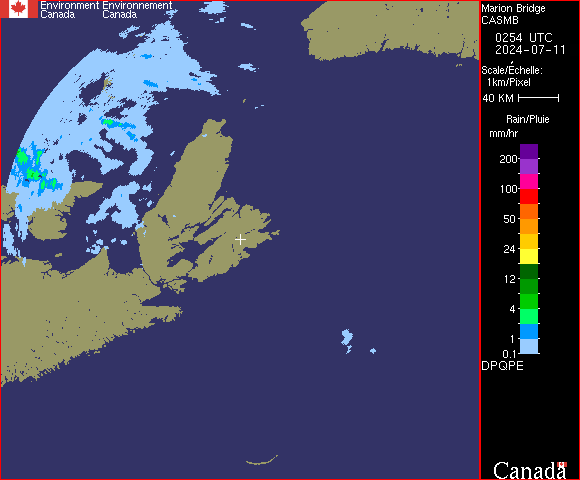 Environment Environnement
Canada Canada
Marion Bridge
CASMB
0254 UTC
2024-07-11
Scale/Échelle:
1km/Pixel
40 KM
Rain/Pluie
mm/hr
200
100
50
24
12
4
1
0.1
DPQPE
Canada